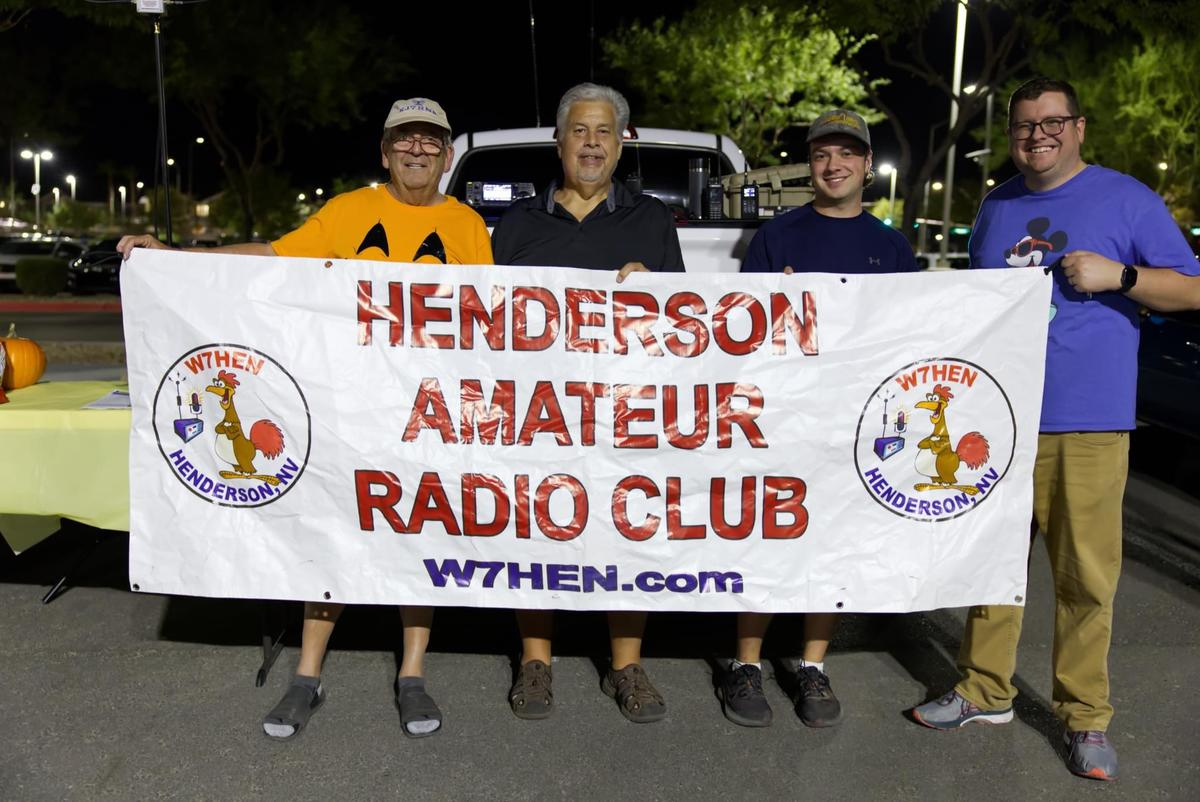 HENDERSON
AMATEUR
RADIO CLUB
W7HEN.com
W7HEN
HENDERSON, NV
W7HEN
HENDERSON, NV